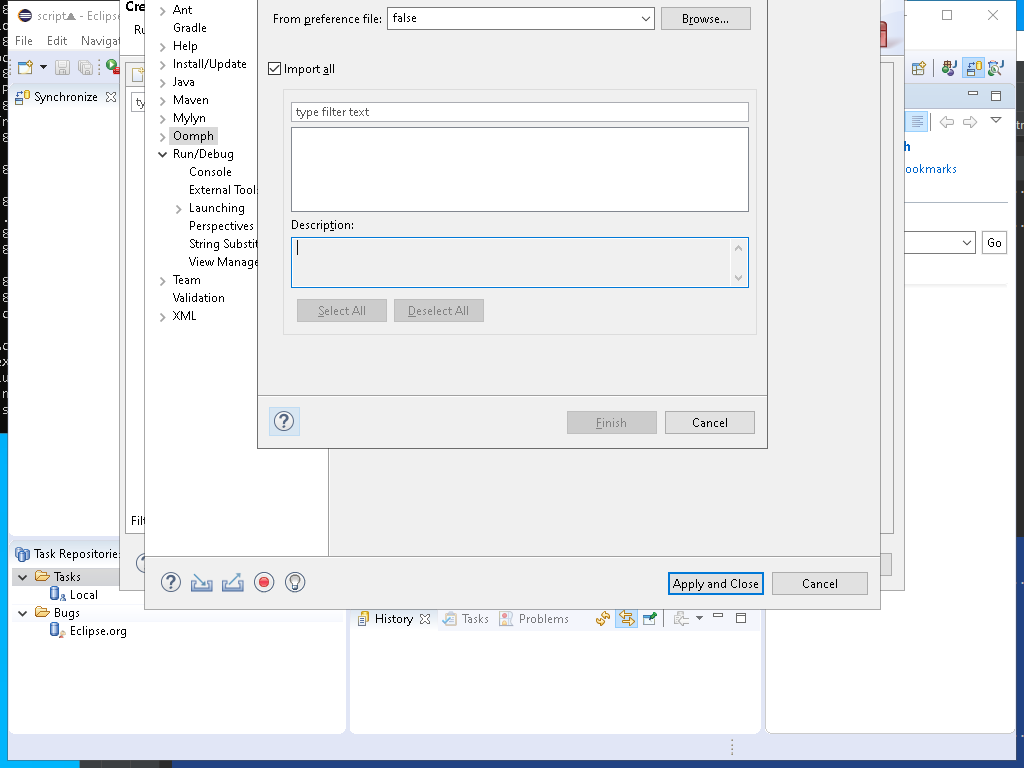 script - Eclipse
File Edit Navigat
Synchronize
Cre
Ru
ty
Filt
Ant
Gradle
Help
Install/Update
Java
Maven
Mylyn
Oomph
Run/Debug
Console
External Tool
Launching
Perspectives
String Substit
View Manage
Team
Validation
XML
From preference file: false Browse...
Import all
type filter text
Description:
Select All Deselect All
Finish Cancel
Apply and Close Cancel
h
ookmarks
Go
Task Repositorie
Tasks
Local
Bugs
Eclipse.org
History Tasks Problems